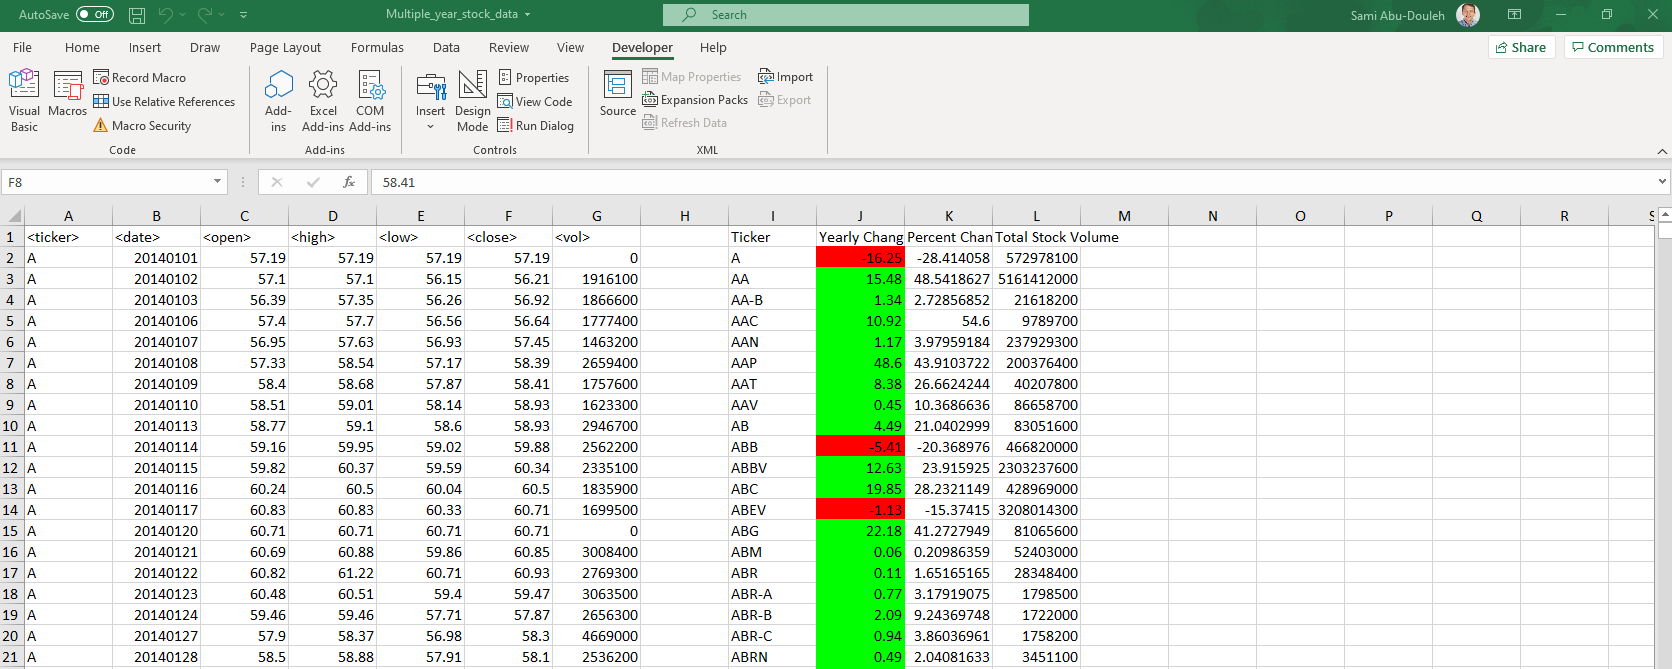 AutoSave Off Multiple_year_stock_data Search Sami Abu-Douleh
File Home Insert Draw Page Layout Formulas Data Review View Developer Help Share Comments
Visual Basic
Macros
Record Macro
Use Relative References
Macro Security
Code
Add-ins
Excel Add-ins
COM Add-ins
Add-ins
Insert
Design Mode
Properties
View Code
Run Dialog
Controls
Source
Map Properties
Expansion Packs
Refresh Data
Import
Export
XML
F8 fx 58.41
A B C D E F G H I J K L M N O P Q R S
1 <ticker> <date> <open> <high> <low> <close> <vol> Ticker Yearly Chang Percent Chan Total Stock Volume
2 A 20140101 57.19 57.19 57.19 57.19 0 A -16.25 -28.414058 572978100
3 A 20140102 57.1 57.1 56.15 56.21 1916100 AA 15.48 48.5418627 5161412000
4 A 20140103 56.39 57.35 56.26 56.92 1866600 AA-B 1.34 2.72856852 21618200
5 A 20140106 57.4 57.7 56.56 56.64 1777400 AAC 10.92 54.6 9789700
6 A 20140107 56.95 57.63 56.93 57.45 1463200 AAN 1.17 3.97959184 237929300
7 A 20140108 57.33 58.54 57.17 58.39 2659400 AAP 48.6 43.9103722 200376400
8 A 20140109 58.4 58.68 57.87 58.41 1757600 AAT 8.38 26.6624244 40207800
9 A 20140110 58.51 59.01 58.14 58.93 1623300 AAV 0.45 10.3686636 86658700
10 A 20140113 58.77 59.1 58.6 58.93 2946700 AB 4.49 21.0402999 83051600
11 A 20140114 59.16 59.95 59.02 59.88 2562200 ABB -5.41 -20.368976 466820000
12 A 20140115 59.82 60.37 59.59 60.34 2335100 ABBV 12.63 23.915925 2303237600
13 A 20140116 60.24 60.5 60.04 60.5 1835900 ABC 19.85 28.2321149 428969000
14 A 20140117 60.83 60.83 60.33 60.71 1699500 ABEV -1.13 -15.37415 3208014300
15 A 20140120 60.71 60.71 60.71 60.71 0 ABG 22.18 41.2727949 81065600
16 A 20140121 60.69 60.88 59.86 60.85 3008400 ABM 0.06 0.20986359 52403000
17 A 20140122 60.82 61.22 60.71 60.93 2769300 ABR 0.11 1.65165165 28348400
18 A 20140123 60.48 60.51 59.4 59.47 3063500 ABR-A 0.77 3.17919075 1798500
19 A 20140124 59.46 59.46 57.71 57.87 2656300 ABR-B 2.09 9.24369748 1722000
20 A 20140127 57.9 58.37 56.98 58.3 4669000 ABR-C 0.94 3.86036961 1758200
21 A 20140128 58.5 58.88 57.91 58.1 2536200 ABRN 0.49 2.04081633 3451100